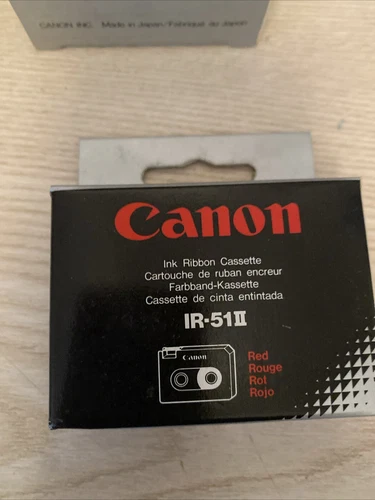 CANON INC. Made in Japan/Fabriqué au Japon
Canon
Ink Ribbon Cassette
Cartouche de ruban encreur
Farbband-Kassette
Cassette de cinta entintada
IR-51II
Canon
Red
Rouge
Rot
Rojo